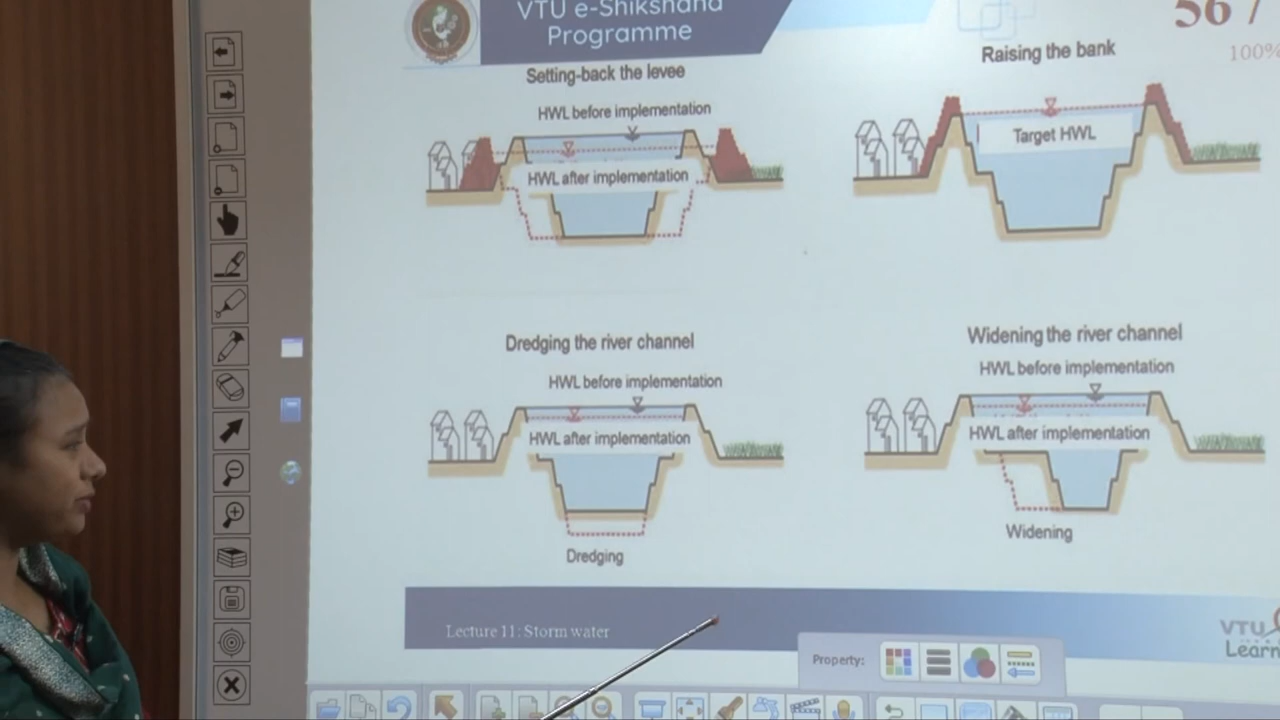 VTU e-Shikshana
Programme
56 /
100%
Setting-back the levee
HWL before implementation
HWL after implementation
Raising the bank
Target HWL
Dredging the river channel
HWL before implementation
HWL after implementation
Dredging
Widening the river channel
HWL before implementation
HWL after implementation
Widening
Lecture 11: Storm water
VTU
Learn
Property: